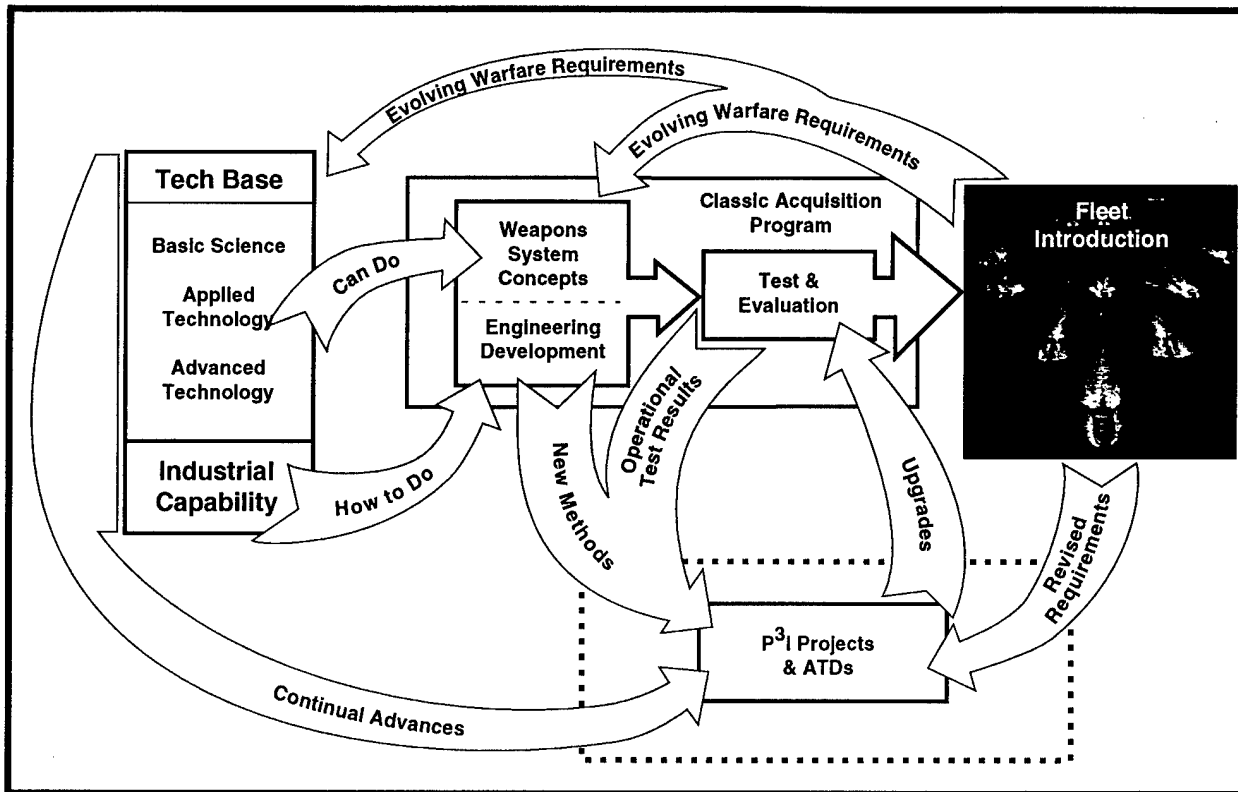 Evolving Warfare Requirements
Evolving Warfare Requirements
Tech Base
Basic Science
Applied
Technology
Advanced
Technology
Industrial
Capability
Can Do
How to Do
Classic Acquisition
Program
Weapons
System
Concepts
Engineering
Development
Test &
Evaluation
Fleet
Introduction
New Methods
Operational
Test Results
Upgrades
Revised
Requirements
P³I Projects
& ATDs
Continual Advances